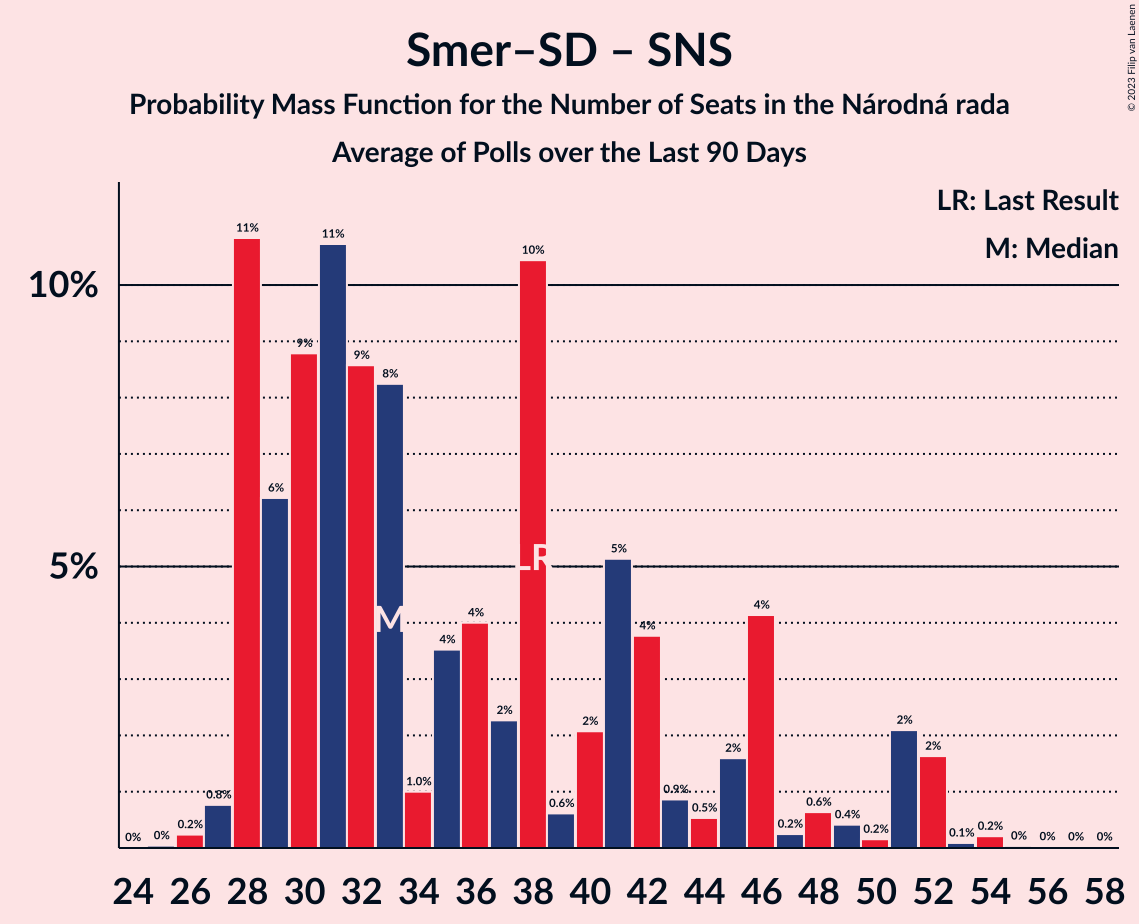 © 2023 Filip van Laenen
Smer–SD – SNS
Probability Mass Function for the Number of Seats in the Národná rada
Average of Polls over the Last 90 Days
LR: Last Result
M: Median
10%
5%
0% 0% 0.2% 0.8% 11% 6% 9% 11% 9% 8% 1.0% 4% 4% 2% 10% 0.6% 2% 5% 4% 0.9% 0.5% 2% 4% 0.2% 0.6% 0.4% 0.2% 2% 2% 0.1% 0.2% 0% 0% 0% 0%
LR
M
24 26 28 30 32 34 36 38 40 42 44 46 48 50 52 54 56 58